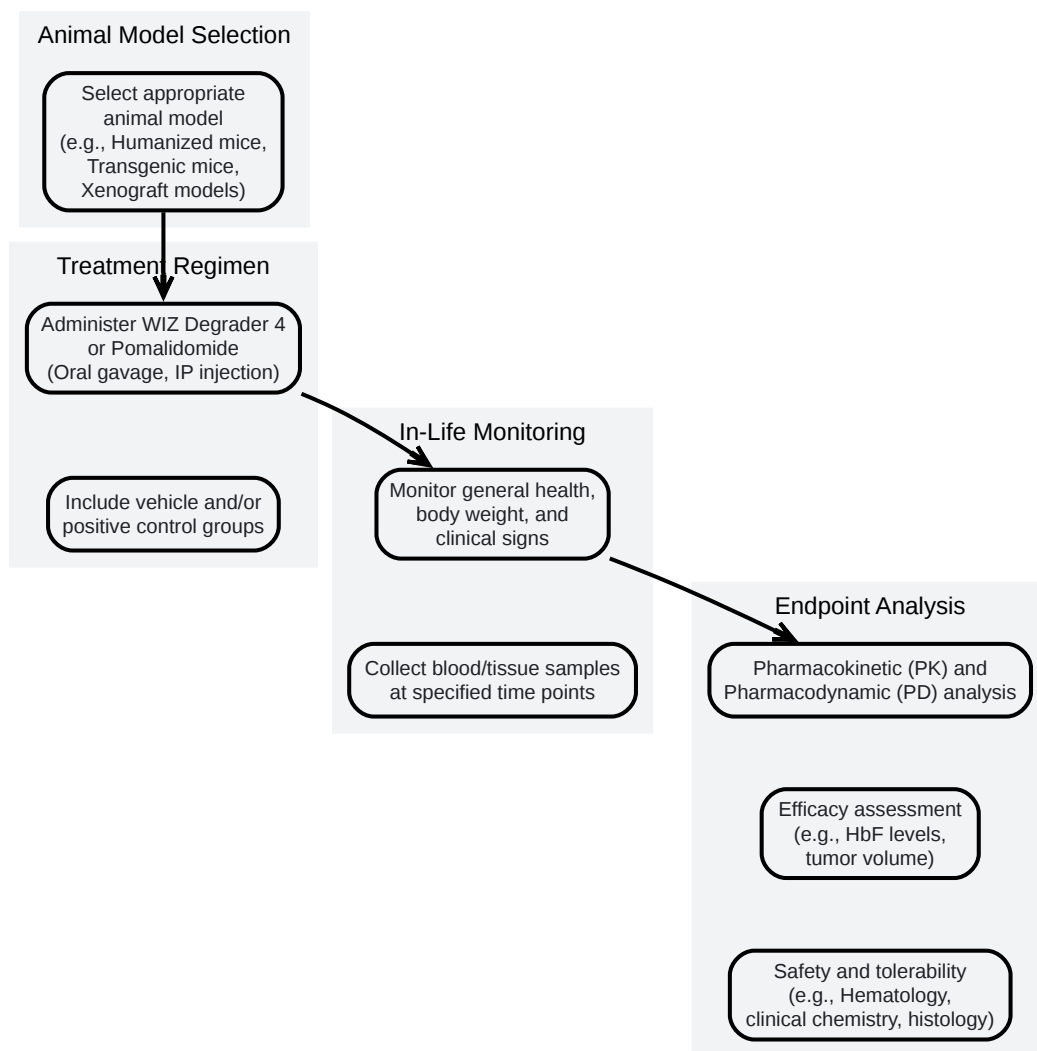 Animal Model Selection
Select appropriate
animal model
(e.g., Humanized mice,
Transgenic mice,
Xenograft models)
Treatment Regimen
Administer WIZ Degrader 4
or Pomalidomide
(Oral gavage, IP injection)
Include vehicle and/or
positive control groups
In-Life Monitoring
Monitor general health,
body weight, and
clinical signs
Collect blood/tissue samples
at specified time points
Endpoint Analysis
Pharmacokinetic (PK) and
Pharmacodynamic (PD) analysis
Efficacy assessment
(e.g., HbF levels,
tumor volume)
Safety and tolerability
(e.g., Hematology,
clinical chemistry, histology)